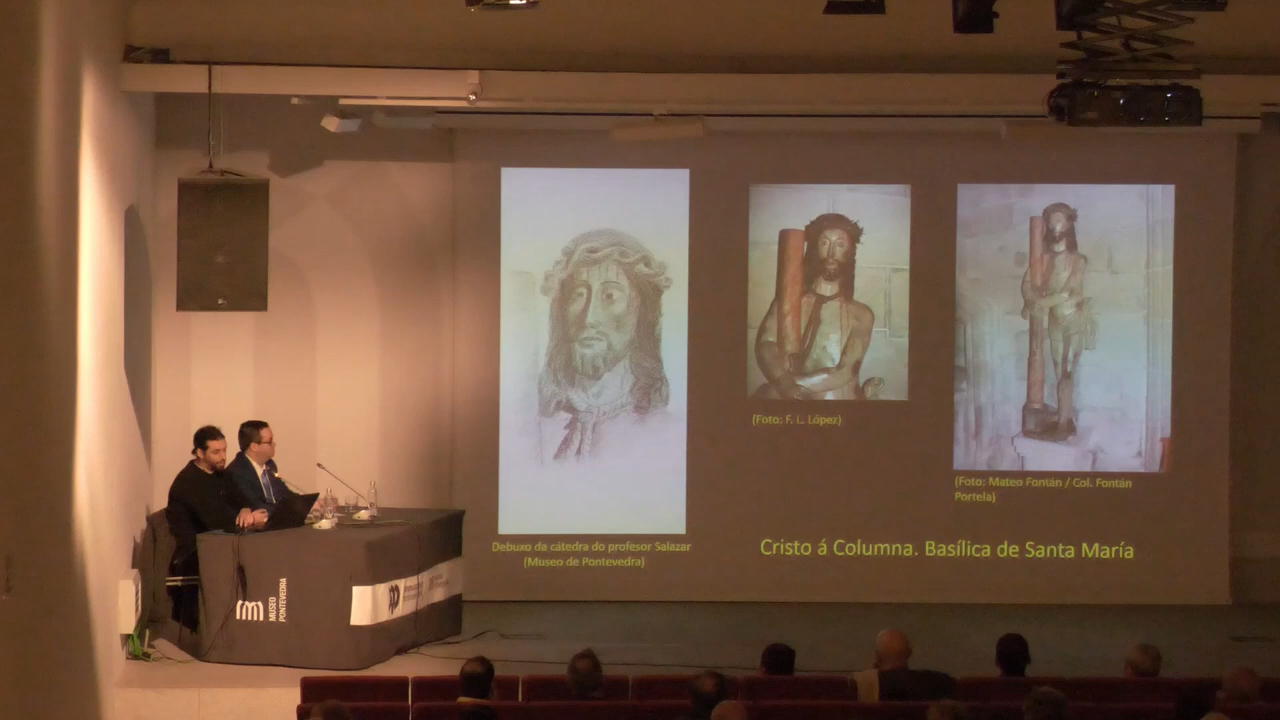 (Foto: F. L. López)
(Foto: Mateo Fontán / Col. Fontán
Portela)
Debuxo da cátedra do profesor Salazar
(Museo de Pontevedra)
Cristo á Columna. Basílica de Santa María
MUSEO
PONTEVEDRA